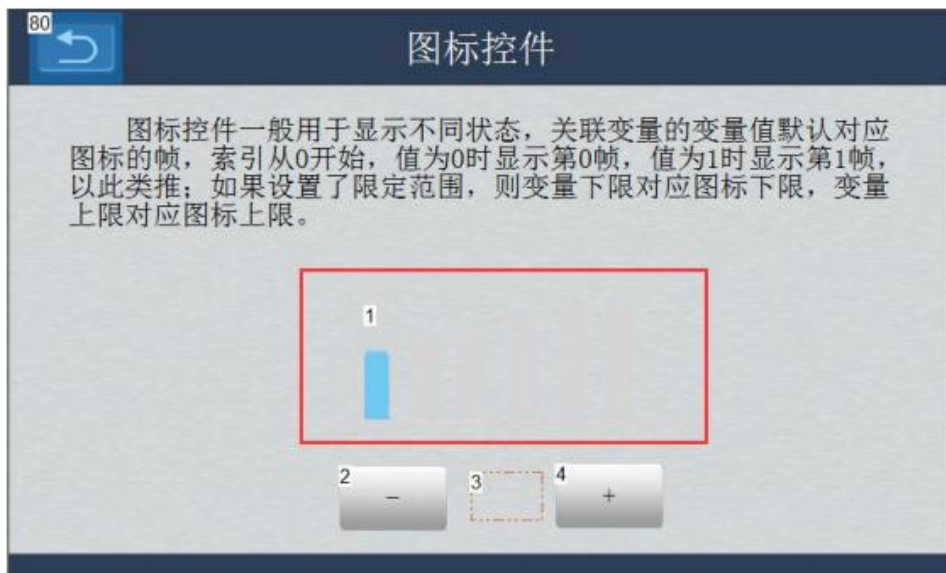 80
图标控件
图标控件一般用于显示不同状态，关联变量的变量值默认对应
图标的帧，索引从0开始，值为0时显示第0帧，值为1时显示第1帧，
以此类推；如果设置了限定范围，则变量下限对应图标下限，变量
上限对应图标上限。
1
2
-
3
4
+